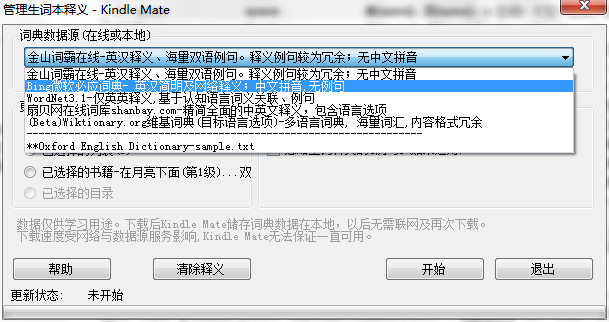 管理生词本释义 - Kindle Mate
词典数据源 (在线或本地)
金山词霸在线-英汉释义、海量双语例句。释义例句较为冗余；无中文拼音
金山词霸在线-英汉释义、海量双语例句。释义例句较为冗余；无中文拼音
Bing微软必应词典- 英汉简明及网络释义；中文拼音,无例句
WordNet3.1-仅英英释义,基于认知语言词义关联、例句
扇贝网在线词库shanbay.com-精简全面的中英文释义；包含语言选项
(Beta)Wiktionary.org维基词典(目标语言选项)-多语言词典, 海量词汇,内容格式冗余
**Oxford English Dictionary-sample.txt
已选择的书籍-在月亮下面(第1级)...双
已选择的目录
数据仅供学习用途。下载后Kindle Mate储存词典数据在本地，以后无需联网及再次下载。
下载速度受网络与数据源服务影响,Kindle Mate无法保证一直可用。
帮助
清除释义
开始
退出
更新状态:
未开始